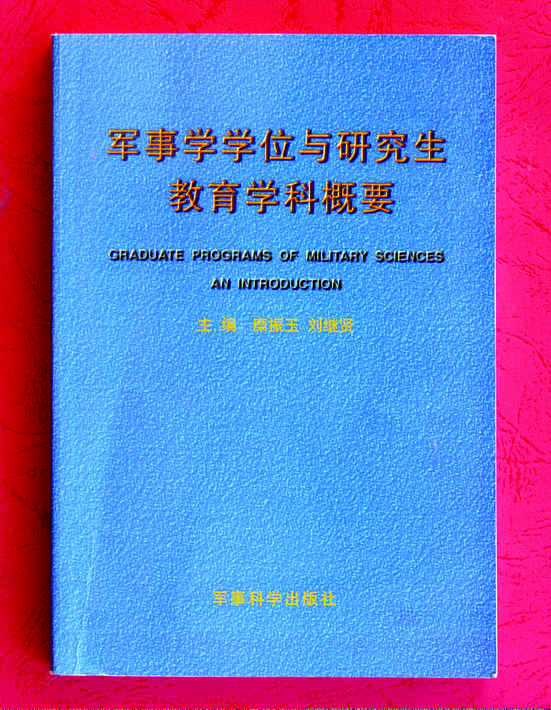 军事学学位与研究生
教育学科概要
GRADUATE PROGRAMS OF MILITARY SCIENCES
AN INTRODUCTION
主 编 糜振玉 刘继贤
军事科学出版社